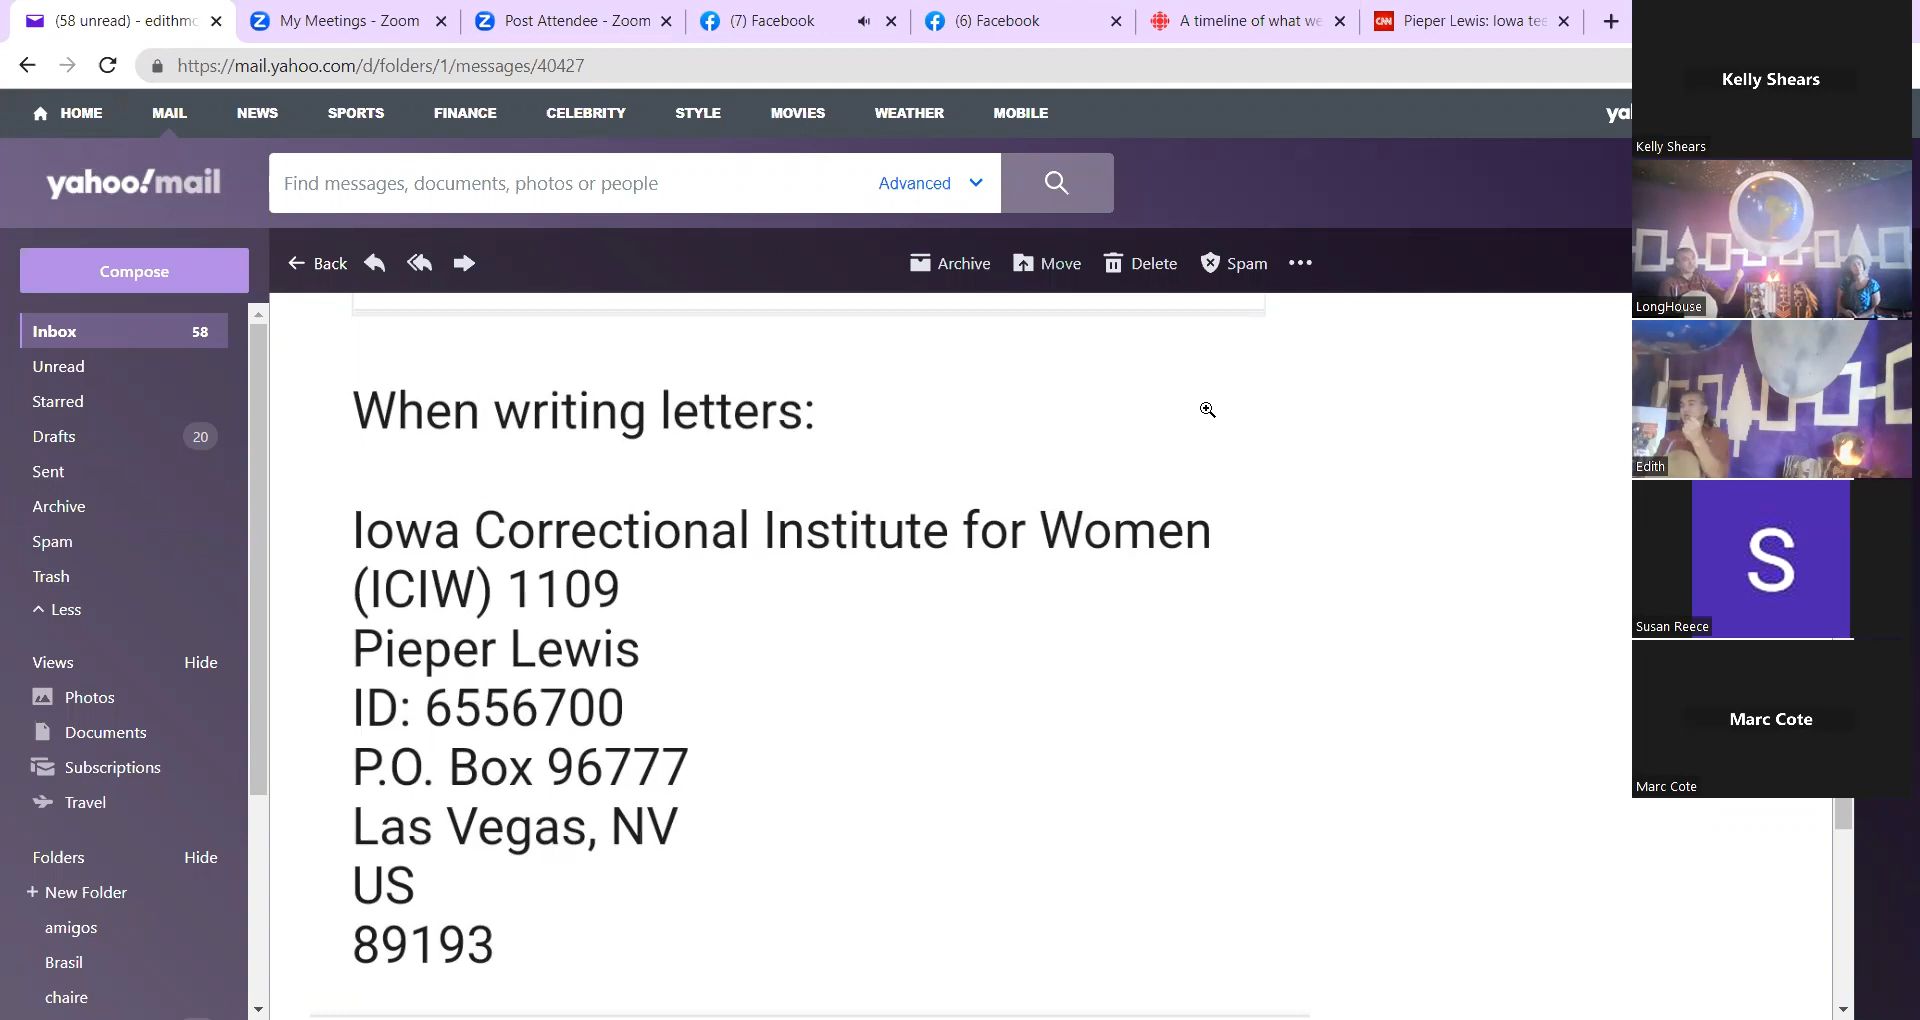 (58 unread) - edithmc
My Meetings - Zoom
Post Attendee - Zoom
(7) Facebook
(6) Facebook
A timeline of what we
CNN
Pieper Lewis: Iowa tee
https://mail.yahoo.com/d/folders/1/messages/40427
HOME MAIL NEWS SPORTS FINANCE CELEBRITY STYLE MOVIES WEATHER MOBILE
yahoo!mail
Find messages, documents, photos or people
Advanced
Compose
Back
Archive Move Delete Spam
Inbox 58
Unread
Starred
Drafts 20
Sent
Archive
Spam
Trash
Less
Views Hide
Photos
Documents
Subscriptions
Travel
Folders Hide
+ New Folder
amigos
Brasil
chaire
When writing letters:
Iowa Correctional Institute for Women
(ICIW) 1109
Pieper Lewis
ID: 6556700
P.O. Box 96777
Las Vegas, NV
US
89193
Kelly Shears
Kelly Shears
LongHouse
Edith
S
Susan Reece
Marc Cote
Marc Cote